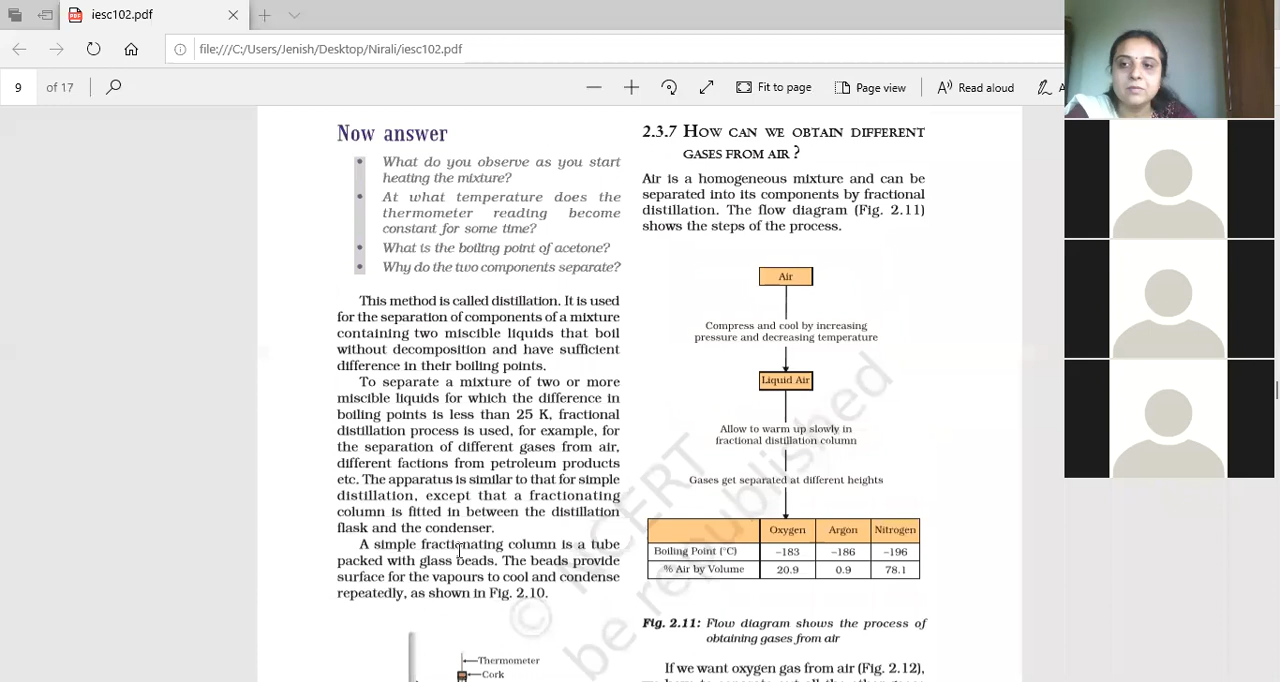 iesc102.pdf
file:///C:/Users/Jenish/Desktop/Nirali/iesc102.pdf
9 of 17
Fit to page
Page view
Read aloud
Now answer
• What do you observe as you start
heating the mixture?
• At what temperature does the
thermometer reading become
constant for some time?
• What is the boiling point of acetone?
• Why do the two components separate?
This method is called distillation. It is used
for the separation of components of a mixture
containing two miscible liquids that boil
without decomposition and have sufficient
difference in their boiling points.
To separate a mixture of two or more
miscible liquids for which the difference in
boiling points is less than 25 K, fractional
distillation process is used, for example, for
the separation of different gases from air,
different factions from petroleum products
etc. The apparatus is similar to that for simple
distillation, except that a fractionating
column is fitted in between the distillation
flask and the condenser.
A simple fractionating column is a tube
packed with glass beads. The beads provide
surface for the vapours to cool and condense
repeatedly, as shown in Fig. 2.10.
Thermometer
Cork
2.3.7 HOW CAN WE OBTAIN DIFFERENT
GASES FROM AIR ?
Air is a homogeneous mixture and can be
separated into its components by fractional
distillation. The flow diagram (Fig. 2.11)
shows the steps of the process.
Air
Compress and cool by increasing
pressure and decreasing temperature
Liquid Air
Allow to warm up slowly in
fractional distillation column
Gases get separated at different heights
Oxygen Argon Nitrogen
Boiling Point (°C) –183 –186 –196
% Air by Volume 20.9 0.9 78.1
Fig. 2.11: Flow diagram shows the process of
obtaining gases from air
If we want oxygen gas from air (Fig. 2.12),
© NCERT
be republished